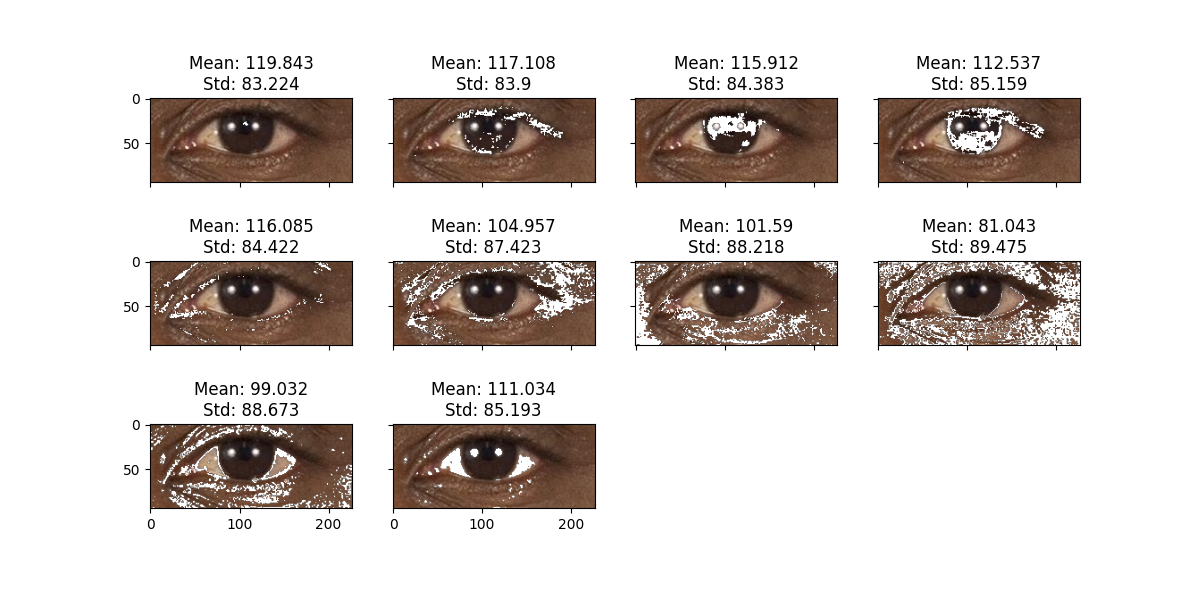 Mean: 119.843
Std: 83.224
Mean: 117.108
Std: 83.9
Mean: 115.912
Std: 84.383
Mean: 112.537
Std: 85.159
0
50
Mean: 116.085
Std: 84.422
Mean: 104.957
Std: 87.423
Mean: 101.59
Std: 88.218
Mean: 81.043
Std: 89.475
0
50
Mean: 99.032
Std: 88.673
Mean: 111.034
Std: 85.193
0
50
0 100 200 0 100 200